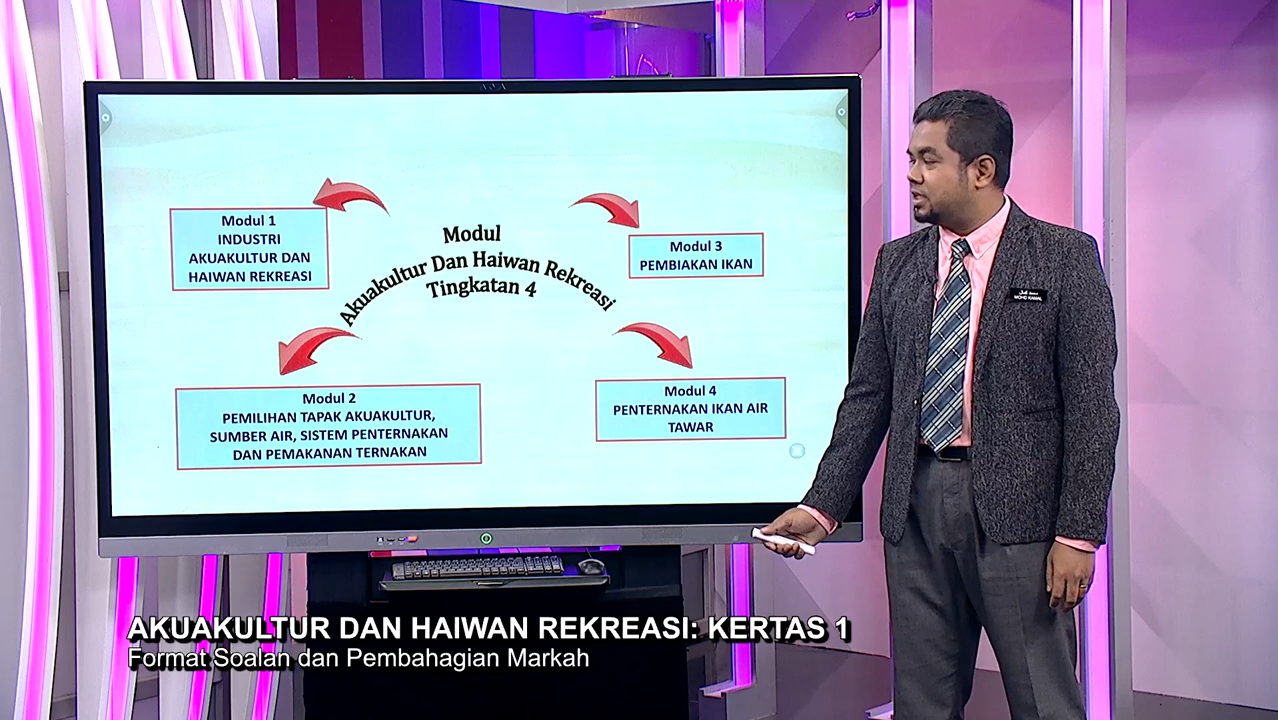 Modul
Akuakultur Dan Haiwan Rekreasi
Tingkatan 4
Modul 1
INDUSTRI
AKUAKULTUR DAN
HAIWAN REKREASI
Modul 3
PEMBIAKAN IKAN
Modul 2
PEMILIHAN TAPAK AKUAKULTUR,
SUMBER AIR, SISTEM PENTERNAKAN
DAN PEMAKANAN TERNAKAN
Modul 4
PENTERNAKAN IKAN AIR
TAWAR
MOHD KAMAL
AKUAKULTUR DAN HAIWAN REKREASI: KERTAS 1
Format Soalan dan Pembahagian Markah